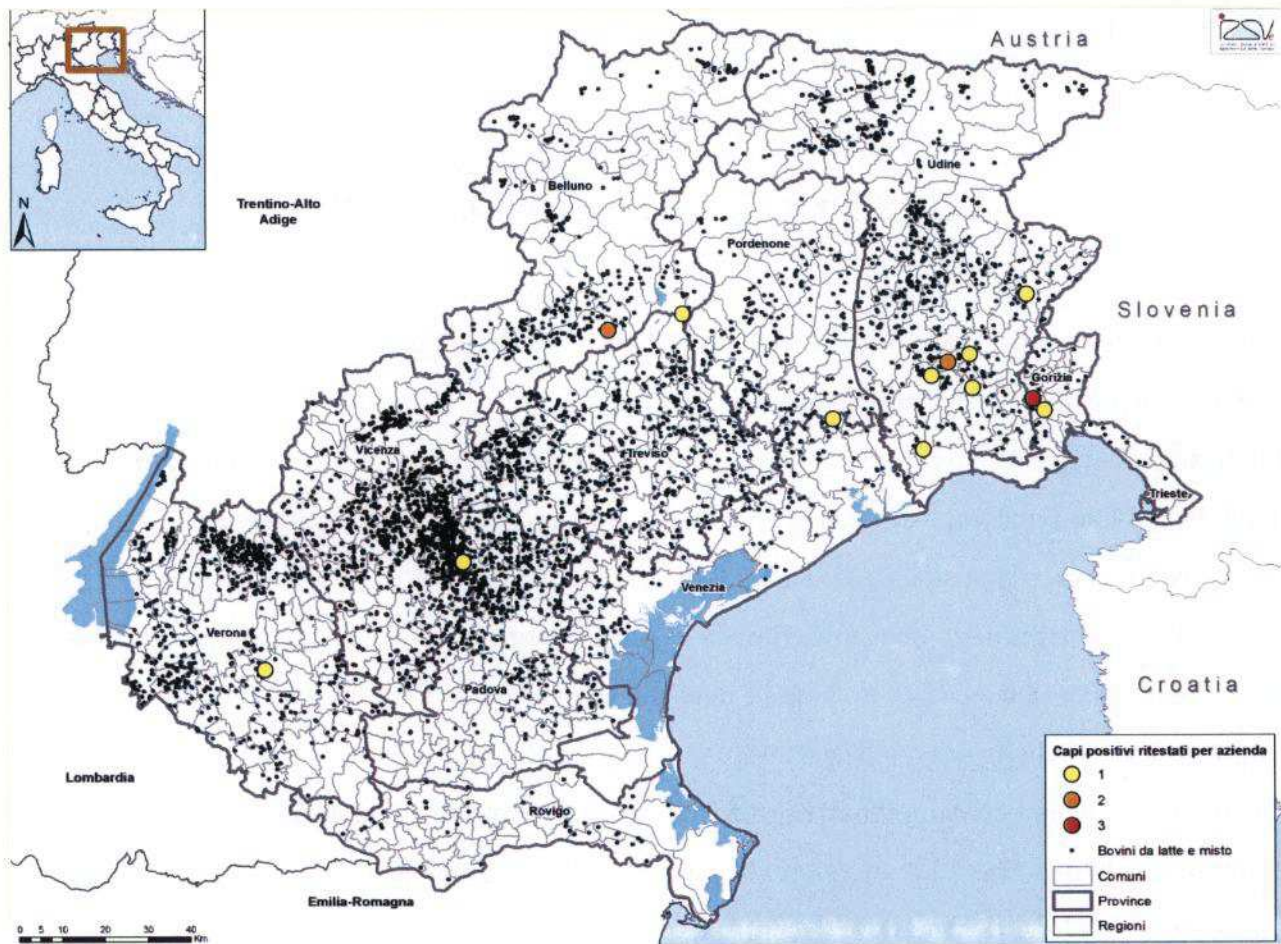 Austria
Udine
Belluno
Trentino-Alto
Adige
N
Pordenone
Slovenia
Gorizia
Vicenza
Treviso
Trieste
Venezia
Verona
Croatia
Padova
Lombardia
Rovigo
Emilia-Romagna
Capi positivi ritestati per azienda
1
2
3
Bovini da latte e misto
Comuni
Province
Regioni
0 5 10 20 30 40
Km